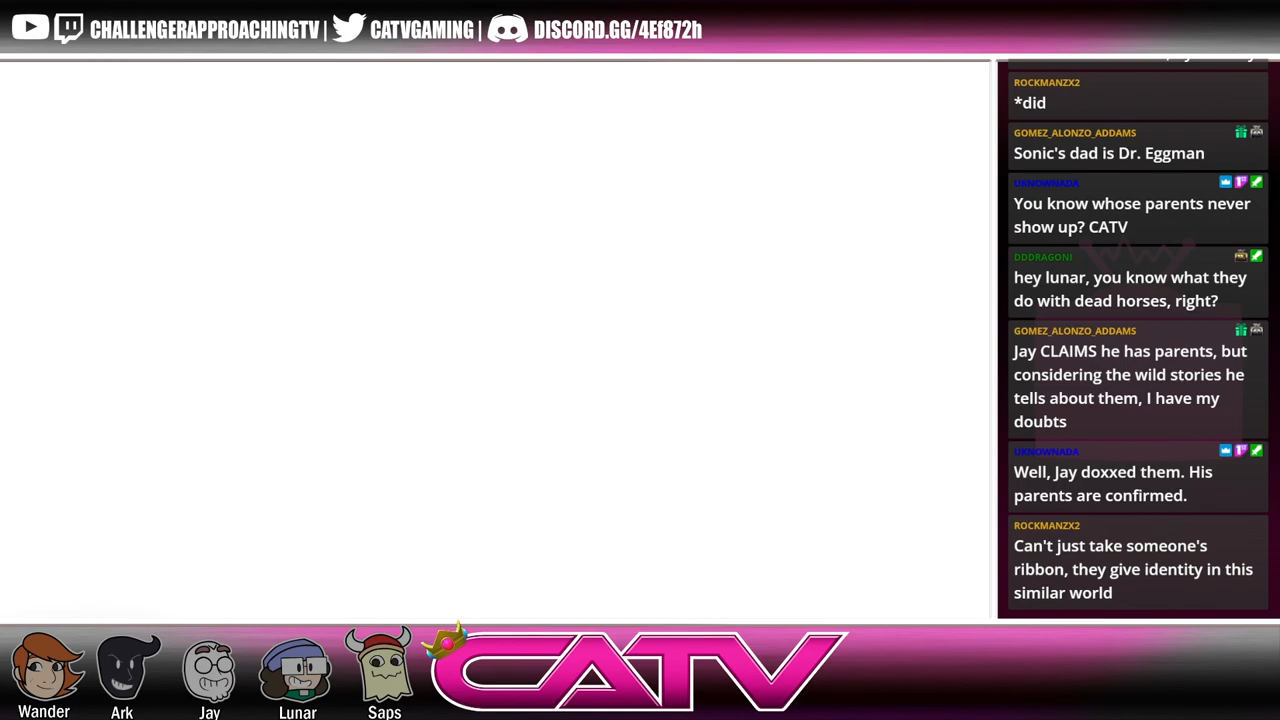 CHALLENGERAPPROACHINGTV | CATVGAMING | DISCORD.GG/4Ef872h
ROCKMANZX2
*did
GOMEZ_ALONZO_ADDAMS
Sonic's dad is Dr. Eggman
UKNOWNADA
You know whose parents never
show up? CATV
DDDRAGONI
hey lunar, you know what they
do with dead horses, right?
GOMEZ_ALONZO_ADDAMS
Jay CLAIMS he has parents, but
considering the wild stories he
tells about them, I have my
doubts
UKNOWNADA
Well, Jay doxxed them. His
parents are confirmed.
ROCKMANZX2
Can't just take someone's
ribbon, they give identity in this
similar world
CATV
Wander Ark Jay Lunar Saps